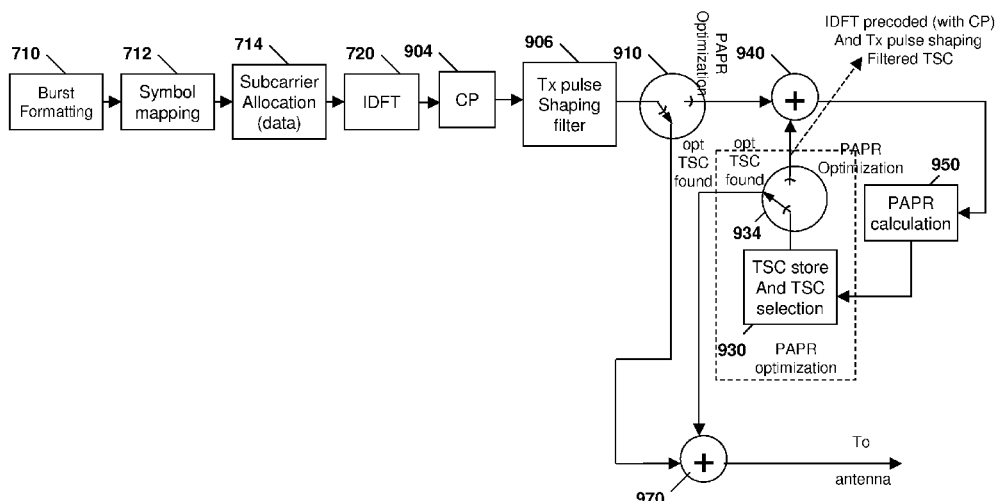 710
Burst
Formatting
712
Symbol
mapping
714
Subcarrier
Allocation
(data)
720
IDFT
904
CP
906
Tx pulse
Shaping
filter
910
PAPR
Optimization
940
+
IDFT precoded (with CP)
And Tx pulse shaping
Filtered TSC
opt
TSC
found
opt
TSC
found
PAPR
Optimization
934
950
PAPR
calculation
TSC store
And TSC
selection
930
PAPR
optimization
+
970
To
antenna